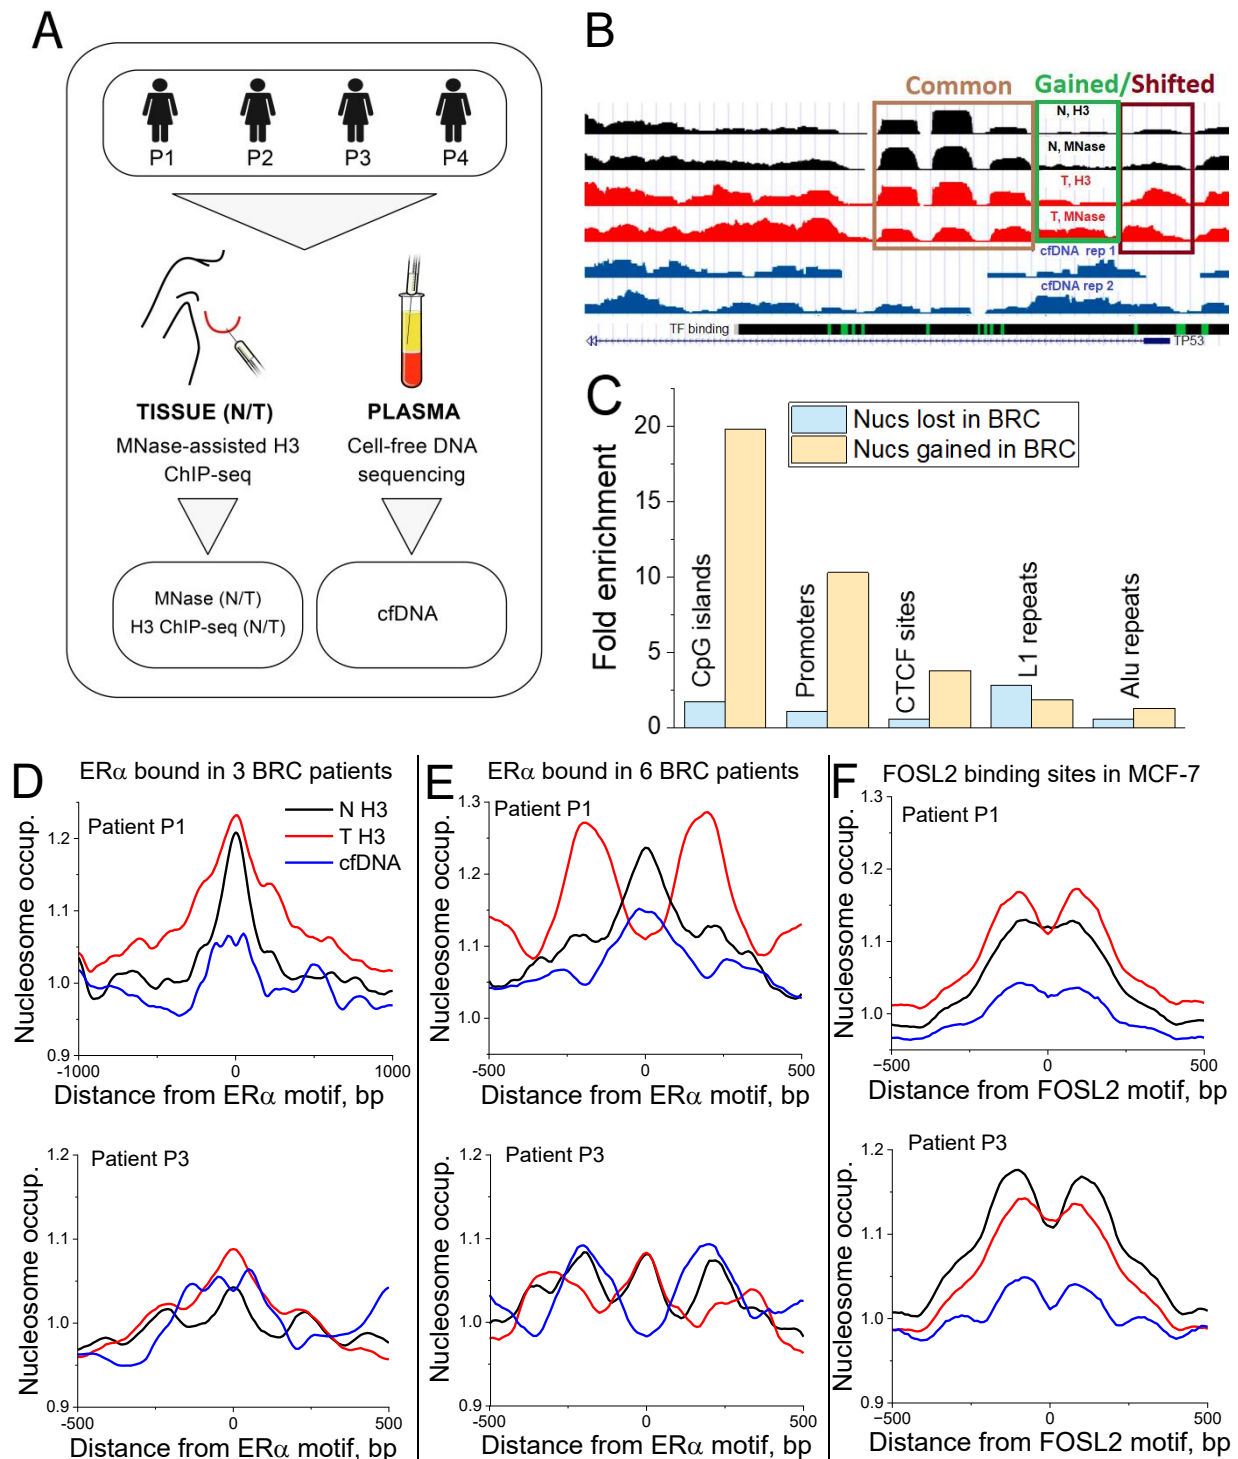 A
P1 P2 P3 P4
TISSUE (N/T)
MNase-assisted H3
ChIP-seq
PLASMA
Cell-free DNA
sequencing
MNase (N/T)
H3 ChIP-seq (N/T)
cfDNA
B
Common
Gained/Shifted
N, H3
N, MNase
T, H3
T, MNase
cfDNA rep 1
cfDNA rep 2
TF binding
TP53
C
Fold enrichment
20
15
10
5
0
Nucs lost in BRC
Nucs gained in BRC
CpG islands
Promoters
CTCF sites
L1 repeats
Alu repeats
D
ERα bound in 3 BRC patients
Patient P1
N H3
T H3
cfDNA
Nucleosome occup.
1.2
1.1
1.0
0.9
-1000 0 1000
Distance from ERα motif, bp
Patient P3
Nucleosome occup.
1.2
1.1
1.0
0.9
-500 0 500
Distance from ERα motif, bp
E
ERα bound in 6 BRC patients
Patient P1
Nucleosome occup.
1.3
1.2
1.1
1.0
-500 0 500
Distance from ERα motif, bp
Patient P3
Nucleosome occup.
1.2
1.1
1.0
0.9
-500 0 500
Distance from ERα motif, bp
F
FOSL2 binding sites in MCF-7
Patient P1
Nucleosome occup.
1.3
1.2
1.1
1.0
−500 0 500
Distance from FOSL2 motif, bp
Patient P3
Nucleosome occup.
1.2
1.1
1.0
0.9
−500 0 500
Distance from FOSL2 motif, bp